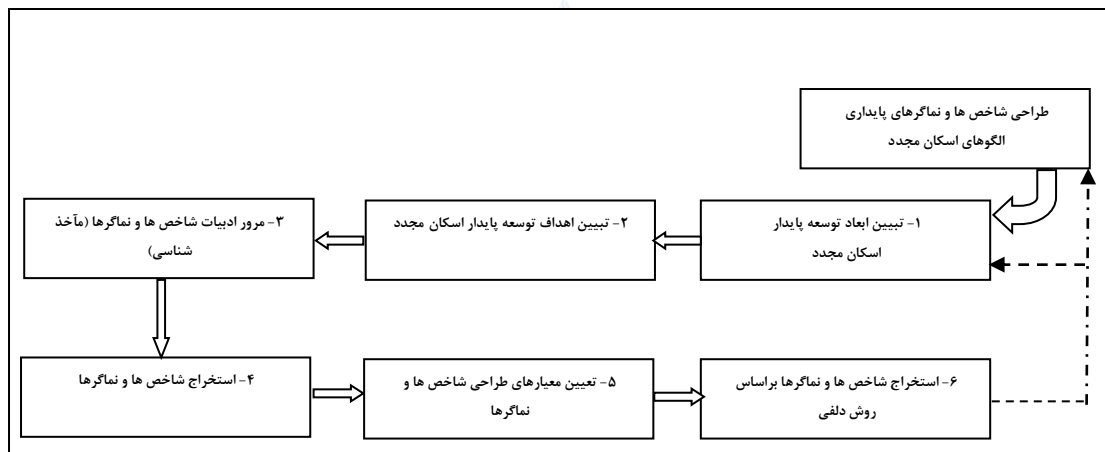 طراحی شاخص ها و نماگرهای پایداری
الگوهای اسکان مجدد
۱- تبیین ابعاد توسعه پایدار
اسکان مجدد
۲- تبیین اهداف توسعه پایدار اسکان مجدد
۳- مرور ادبیات شاخص ها و نماگرها (مآخذ
شناسی)
۴- استخراج شاخص ها و نماگرها
۵- تعیین معیارهای طراحی شاخص ها و
نماگرها
۶- استخراج شاخص ها و نماگرها براساس
روش دلفی